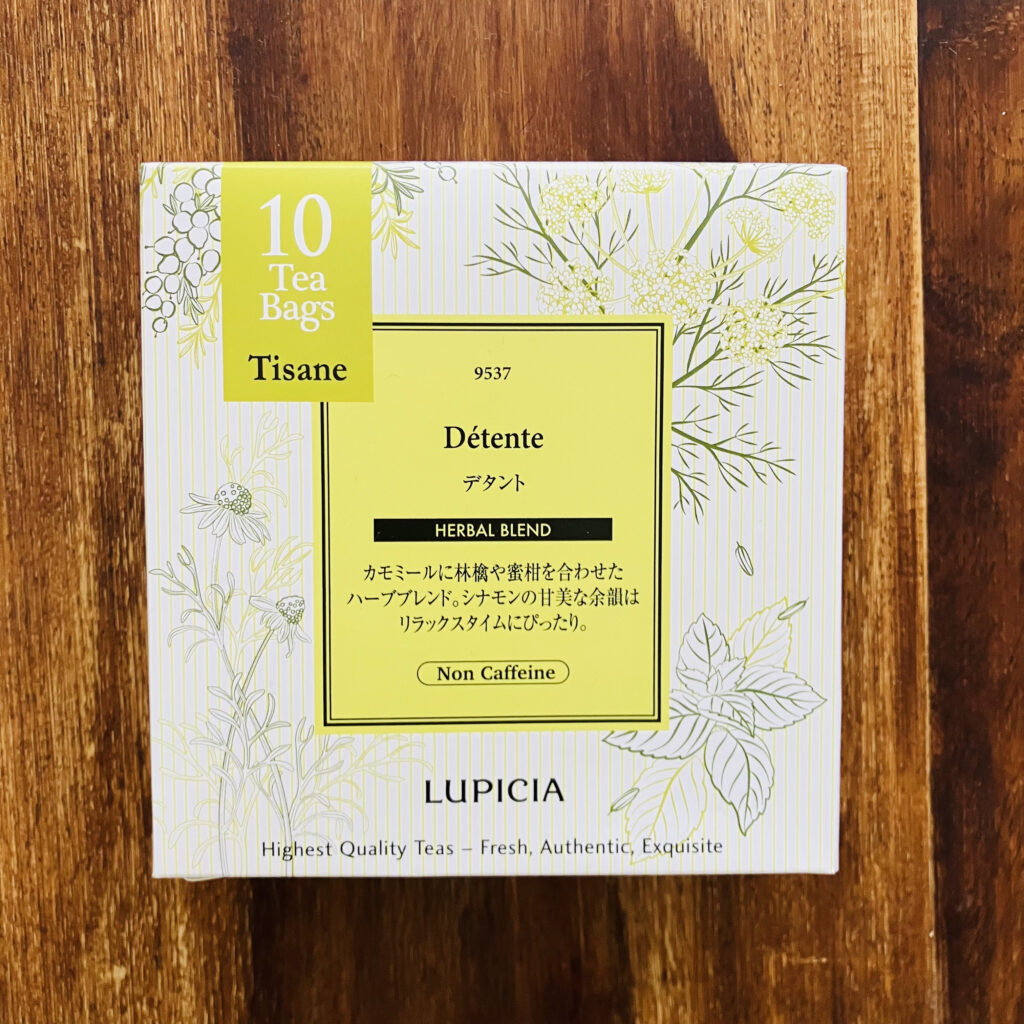 10
Tea
Bags
Tisane
9537
Détente
デタント
HERBAL BLEND
カモミールに林檎や蜜柑を合わせた
ハーブブレンド。シナモンの甘美な余韻は
リラックスタイムにぴったり。
Non Caffeine
LUPICIA
Highest Quality Teas – Fresh, Authentic, Exquisite